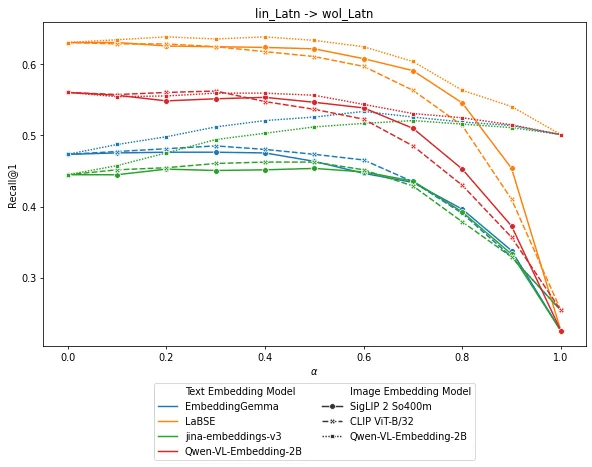 lin_Latn -> wol_Latn
Recall@1
0.6
0.5
0.4
0.3
0.0 0.2 0.4 0.6 0.8 1.0
α
Text Embedding Model Image Embedding Model
EmbeddingGemma SigLIP 2 So400m
LaBSE CLIP ViT-B/32
jina-embeddings-v3 Qwen-VL-Embedding-2B
Qwen-VL-Embedding-2B